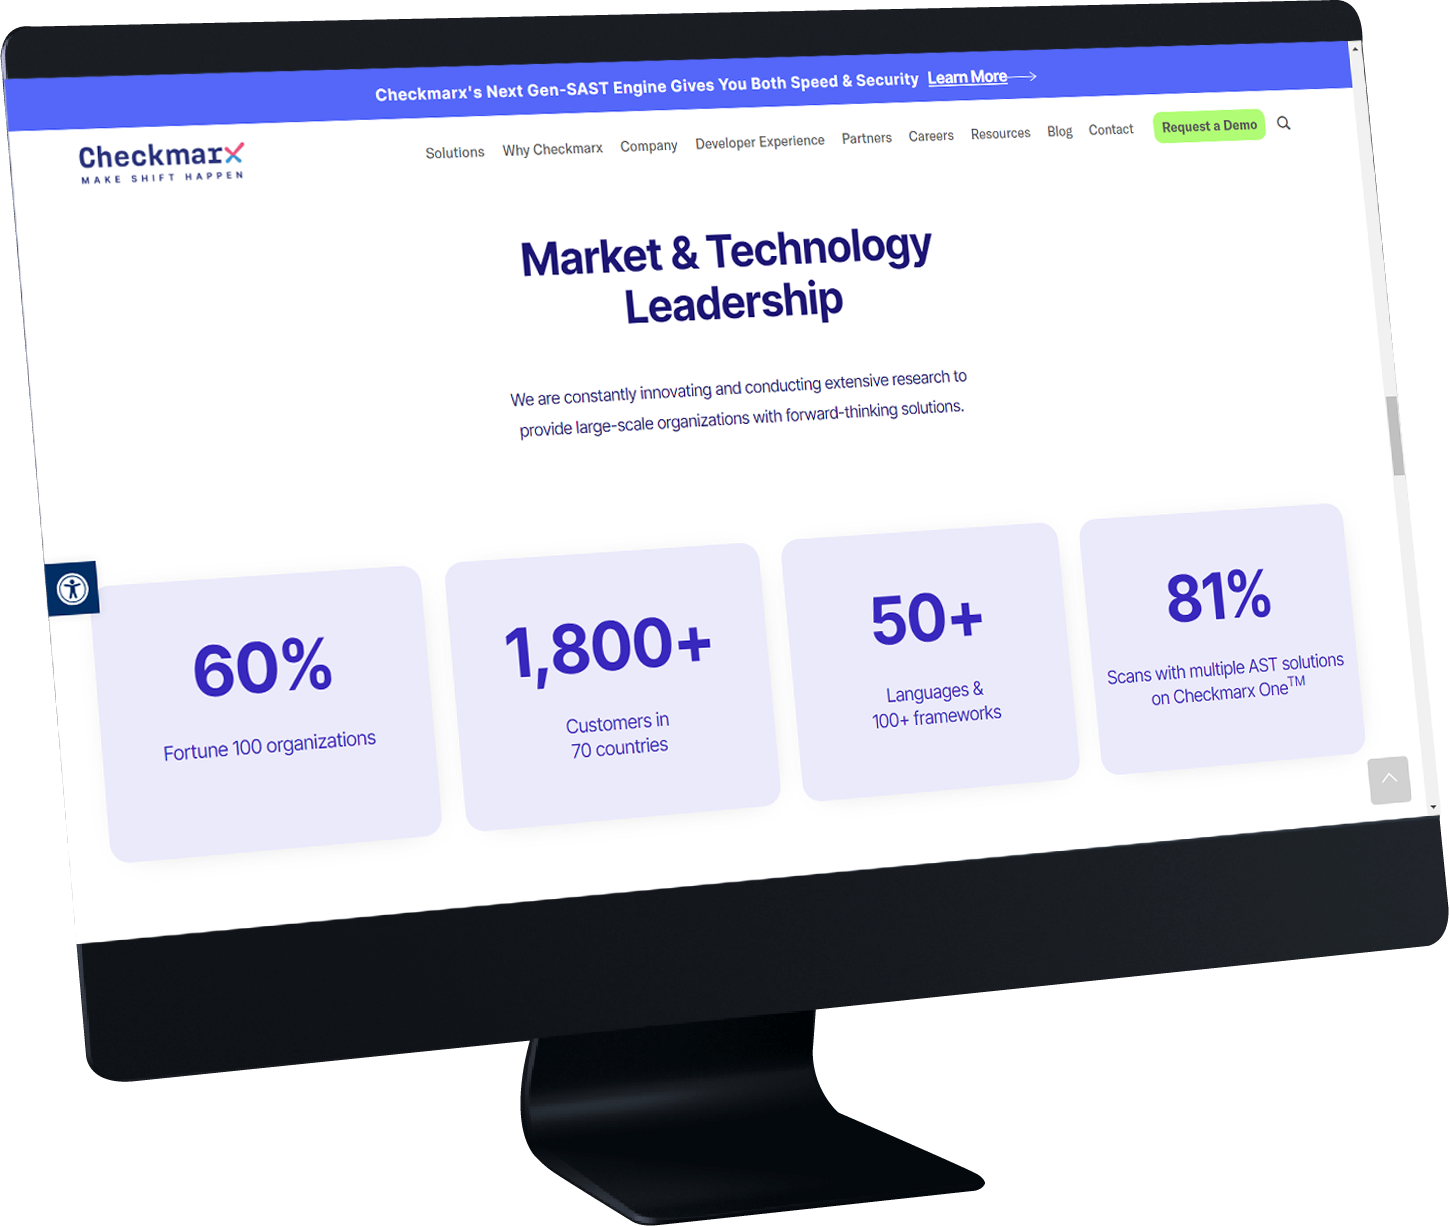 Checkmarx's Next Gen-SAST Engine Gives You Both Speed & Security Learn More
Checkmarx
MAKE SHIFT HAPPEN
Solutions Why Checkmarx Company Developer Experience Partners Careers Resources Blog Contact Request a Demo
Market & Technology
Leadership
We are constantly innovating and conducting extensive research to
provide large-scale organizations with forward-thinking solutions.
60%
Fortune 100 organizations
1,800+
Customers in
70 countries
50+
Languages &
100+ frameworks
81%
Scans with multiple AST solutions
on Checkmarx One™